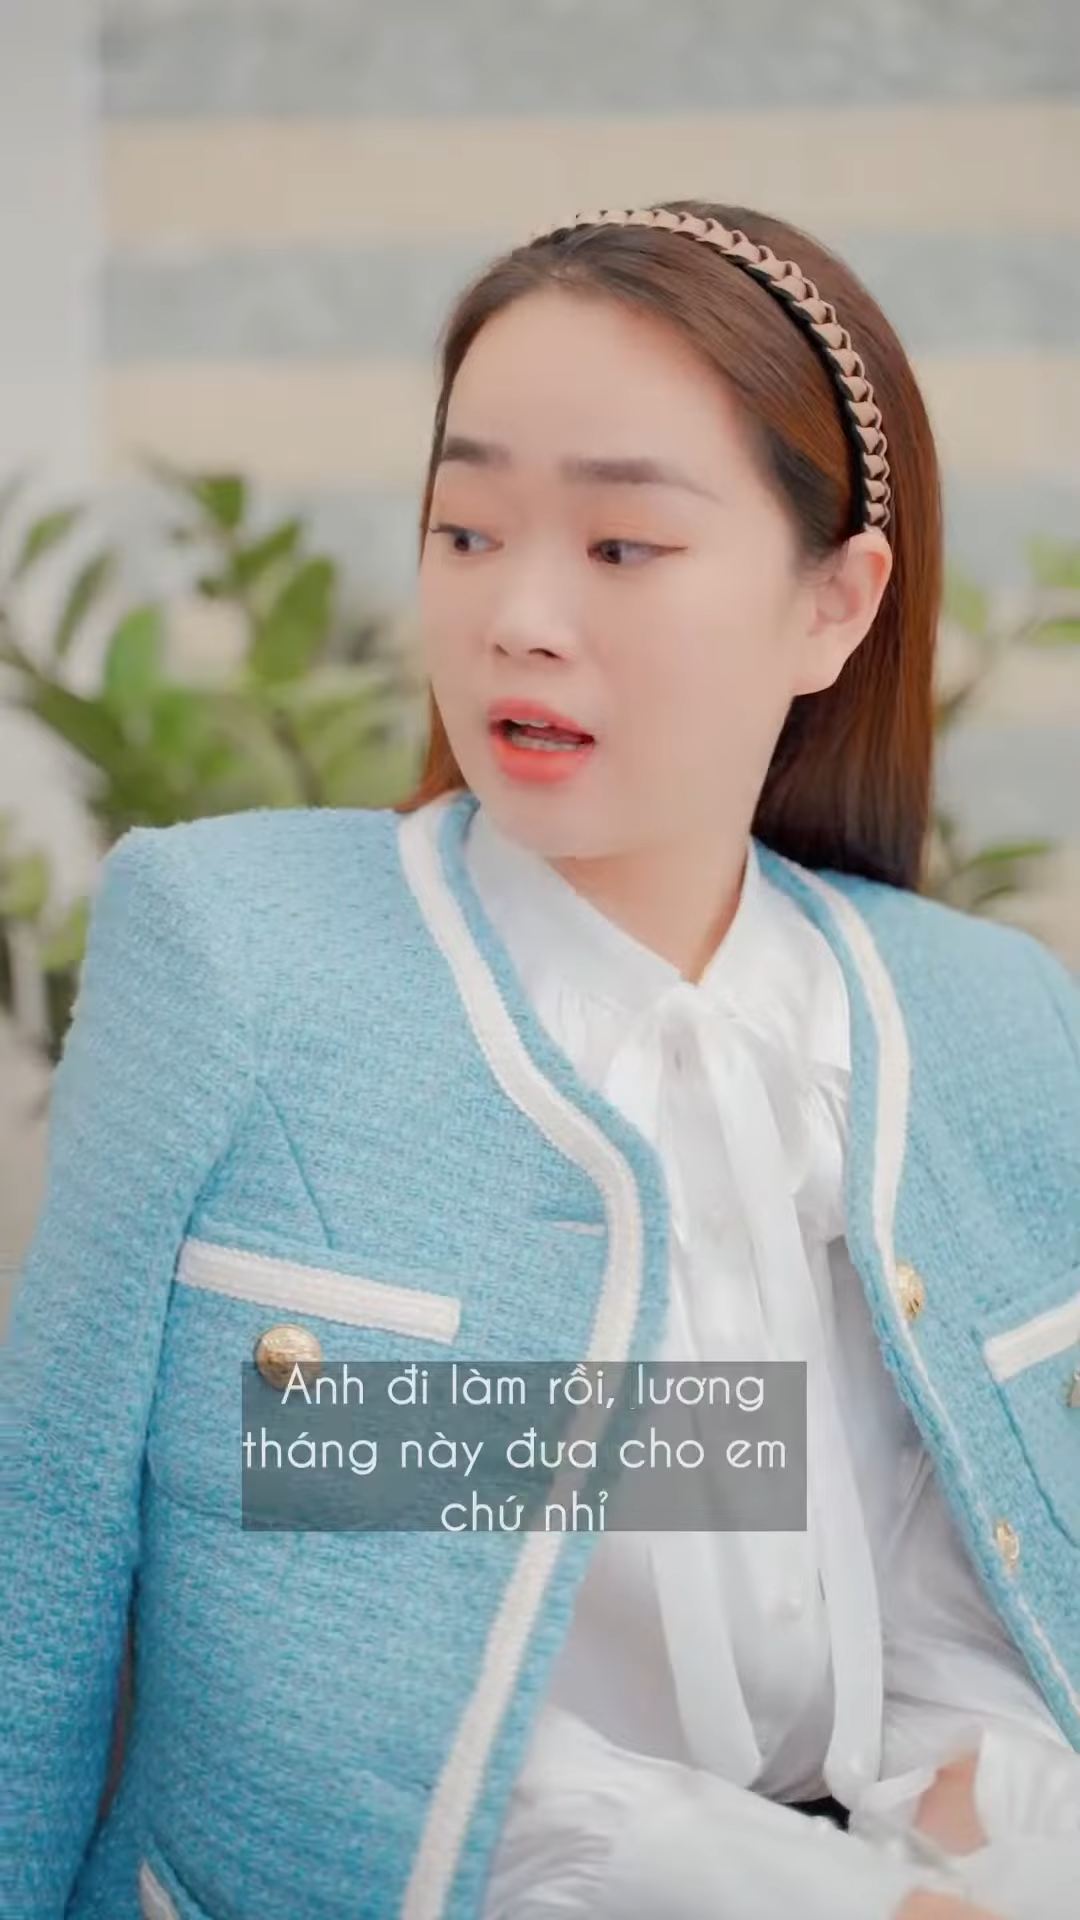 Anh đi làm rồi, lương
tháng này đưa cho em
chứ nhỉ